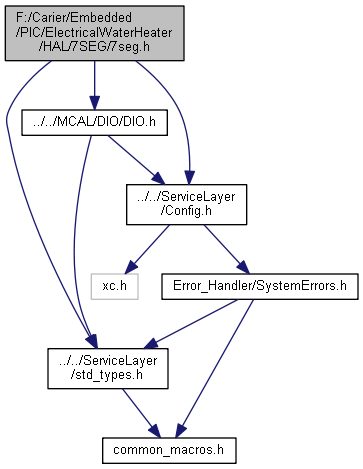 F:/Carier/Embedded
/PIC/ElectricalWaterHeater
/HAL/7SEG/7seg.h
../../MCAL/DIO/DIO.h
../../ServiceLayer
/Config.h
xc.h
Error_Handler/SystemErrors.h
../../ServiceLayer
/std_types.h
common_macros.h